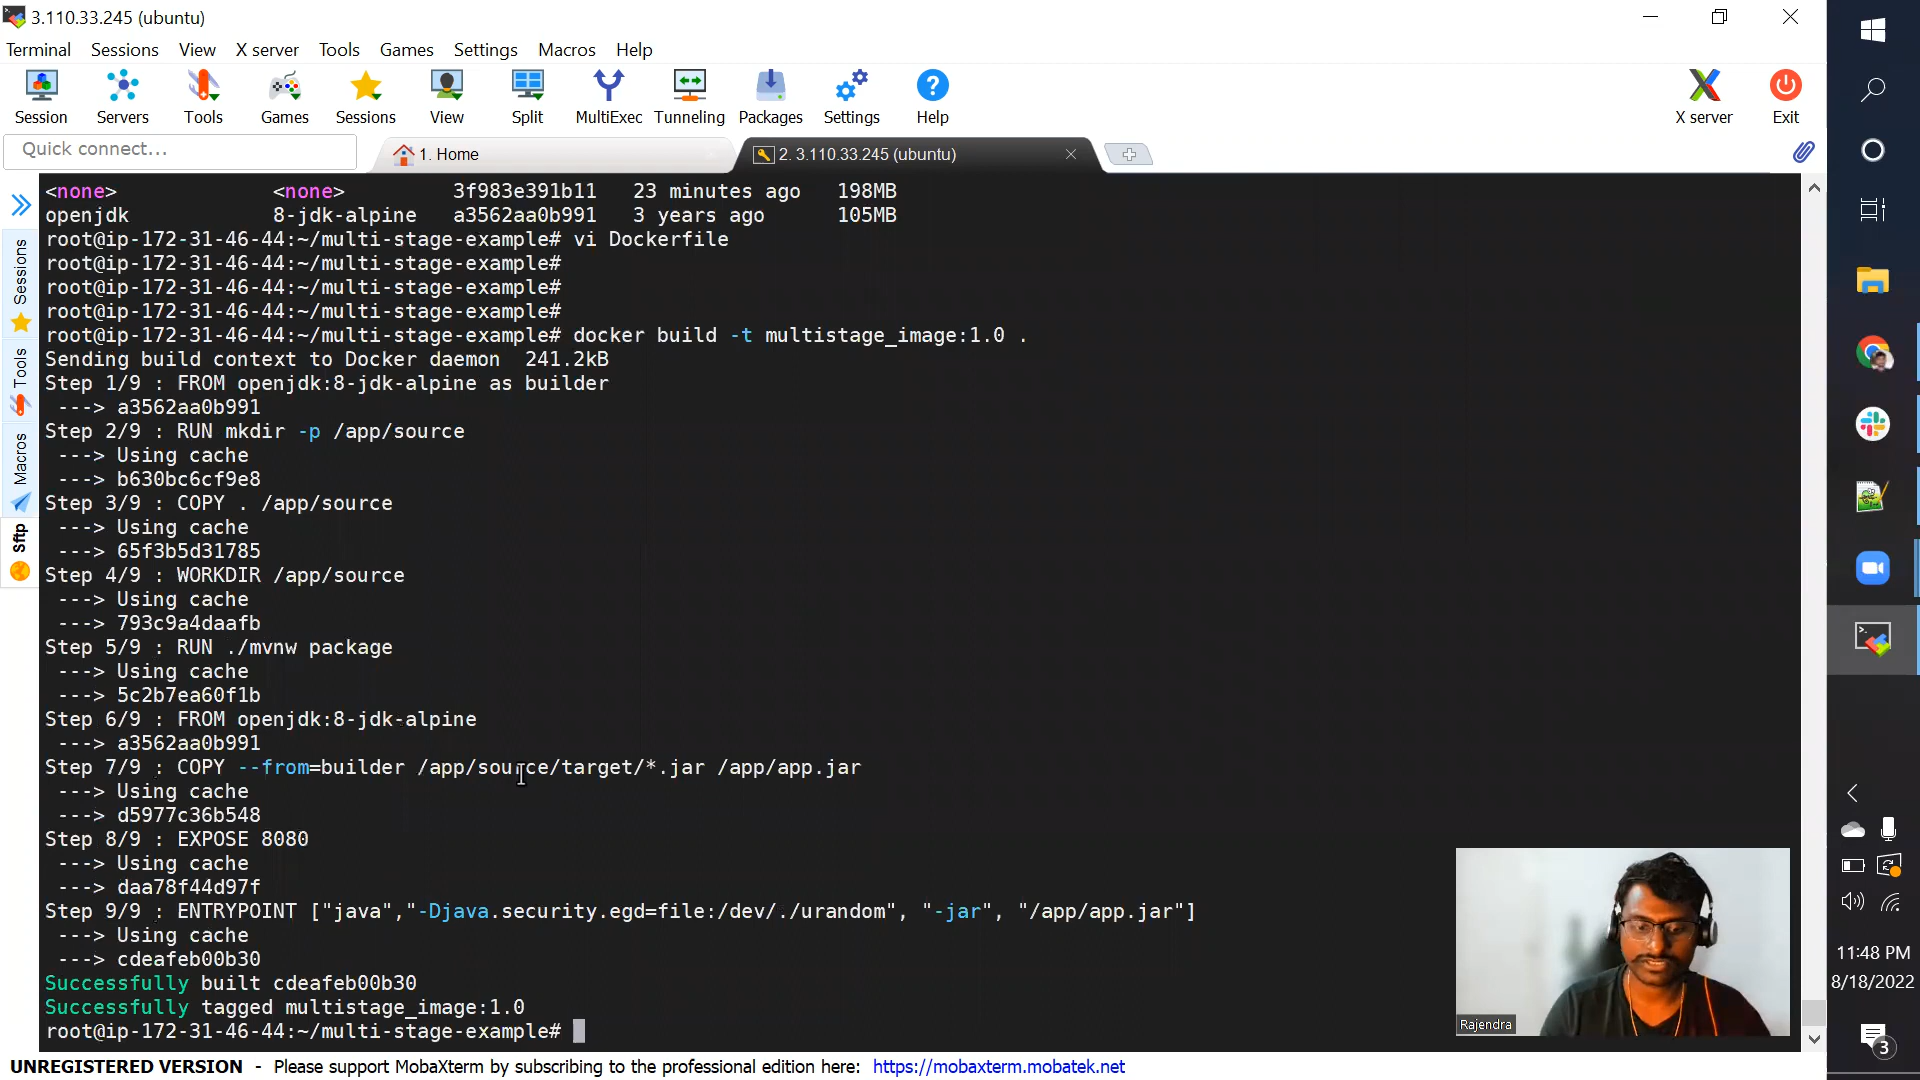 3.110.33.245 (ubuntu)
Terminal Sessions View X server Tools Games Settings Macros Help
Session Servers Tools Games Sessions View Split MultiExec Tunneling Packages Settings Help X server Exit
Quick connect...
1. Home
2. 3.110.33.245 (ubuntu)
Sessions
Tools
Macros
Sftp
<none> <none> 3f983e391b11 23 minutes ago 198MB
openjdk 8-jdk-alpine a3562aa0b991 3 years ago 105MB
root@ip-172-31-46-44:~/multi-stage-example# vi Dockerfile
root@ip-172-31-46-44:~/multi-stage-example#
root@ip-172-31-46-44:~/multi-stage-example#
root@ip-172-31-46-44:~/multi-stage-example#
root@ip-172-31-46-44:~/multi-stage-example# docker build -t multistage_image:1.0 .
Sending build context to Docker daemon 241.2kB
Step 1/9 : FROM openjdk:8-jdk-alpine as builder
---> a3562aa0b991
Step 2/9 : RUN mkdir -p /app/source
---> Using cache
---> b630bc6cf9e8
Step 3/9 : COPY . /app/source
---> Using cache
---> 65f3b5d31785
Step 4/9 : WORKDIR /app/source
---> Using cache
---> 793c9a4daafb
Step 5/9 : RUN ./mvnw package
---> Using cache
---> 5c2b7ea60f1b
Step 6/9 : FROM openjdk:8-jdk-alpine
---> a3562aa0b991
Step 7/9 : COPY --from=builder /app/source/target/*.jar /app/app.jar
---> Using cache
---> d5977c36b548
Step 8/9 : EXPOSE 8080
---> Using cache
---> daa78f44d97f
Step 9/9 : ENTRYPOINT ["java","-Djava.security.egd=file:/dev/./urandom", "-jar", "/app/app.jar"]
---> Using cache
---> cdeafeb00b30
Successfully built cdeafeb00b30
Successfully tagged multistage_image:1.0
root@ip-172-31-46-44:~/multi-stage-example#
Rajendra
11:48 PM
8/18/2022
3
UNREGISTERED VERSION - Please support MobaXterm by subscribing to the professional edition here: https://mobaxterm.mobatek.net